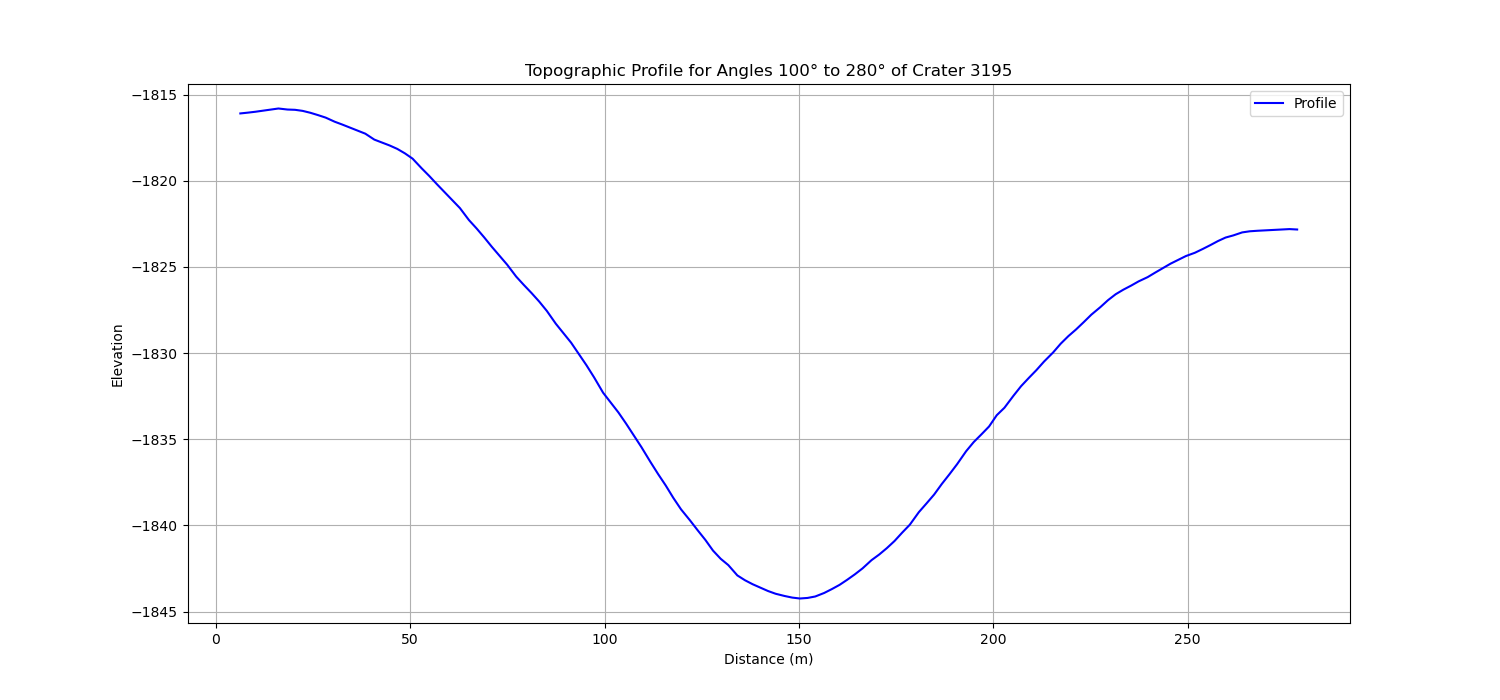 Topographic Profile for Angles 100° to 280° of Crater 3195
Profile
−1815
−1820
−1825
−1830
−1835
−1840
−1845
Elevation
0 50 100 150 200 250
Distance (m)